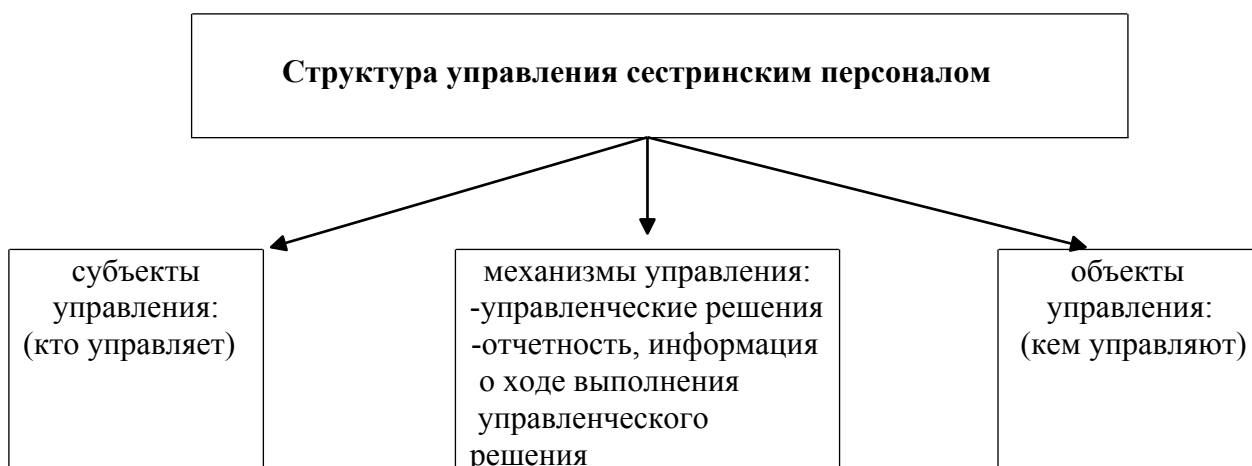 Структура управления сестринским персоналом
субъекты
управления:
(кто управляет)
механизмы управления:
-управленческие решения
-отчетность, информация
о ходе выполнения
управленческого
решения
объекты
управления:
(кем управляют)